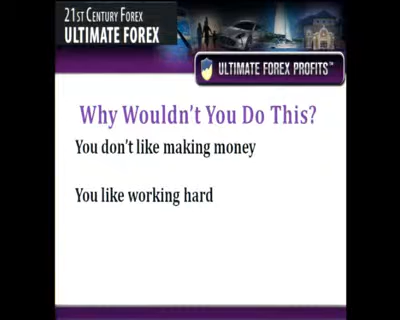 21ST CENTURY FOREX
ULTIMATE FOREX
ULTIMATE FOREX PROFITS™
Why Wouldn't You Do This?
You don't like making money
You like working hard